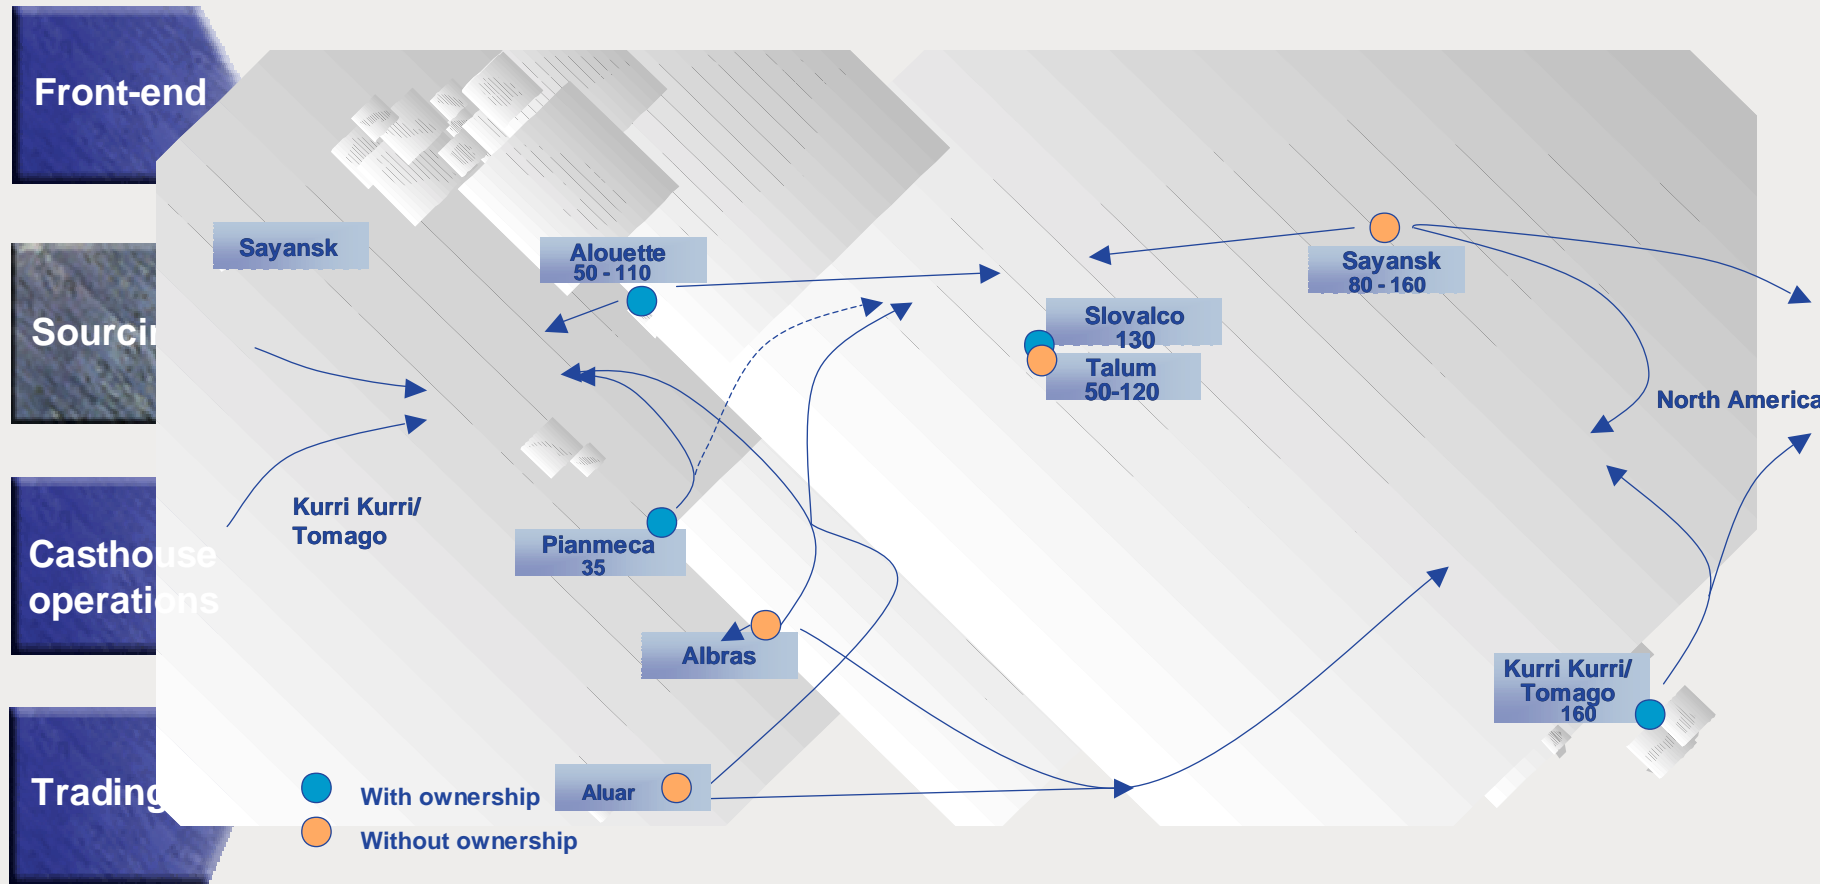 Front-end
Sourcin
Casthouse
operations
Trading
Sayansk
Alouette
50 - 110
Sayansk
80 - 160
Slovalco
130
Talum
50-120
North America
Kurri Kurri/
Tomago
Pianmeca
35
Albras
Kurri Kurri/
Tomago
160
Aluar
With ownership
Without ownership